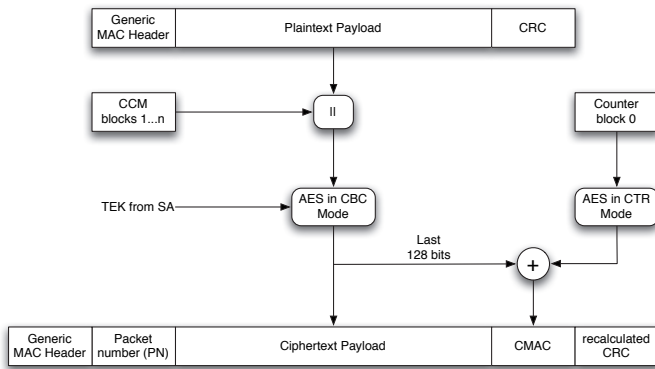 Generic
MAC Header
Plaintext Payload
CRC
CCM
blocks 1...n
II
Counter
block 0
TEK from SA
AES in CBC
Mode
AES in CTR
Mode
Last
128 bits
+
Generic
MAC Header
Packet
number (PN)
Ciphertext Payload
CMAC
recalculated
CRC